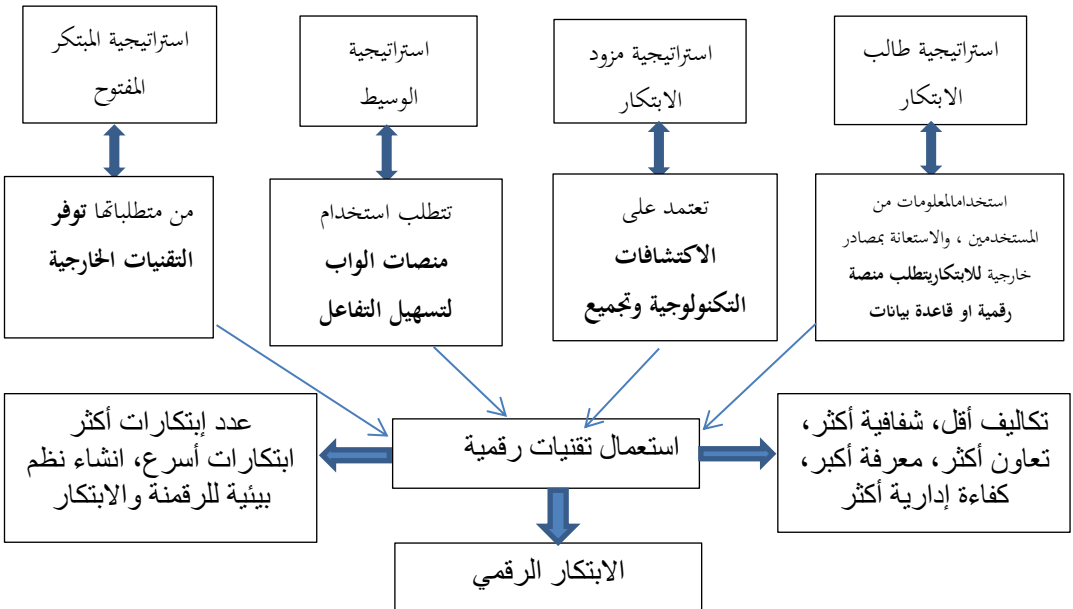 استراتيجية طالب
الابتكار
استراتيجية مزود
الابتكار
استراتيجية
الوسيط
استراتيجية المبتكر
المفتوح
استخدامالمعلومات من
المستخدمين ، والاستعانة بمصادر
خارجية للابتكاريتطلب منصة
رقمية او قاعدة بيانات
تعتمد على
الاكتشافات
التكنولوجية وتجميع
تتطلب استخدام
منصات الواب
لتسهيل التفاعل
من متطلباتها توفر
التقنيات الخارجية
تكاليف أقل، شفافية أكثر،
تعاون أكثر، معرفة أكبر،
كفاءة إدارية أكثر
استعمال تقنيات رقمية
عدد إبتكارات أكثر
ابتكارات أسرع، انشاء نظم
بيئية للرقمنة والابتكار
الابتكار الرقمي